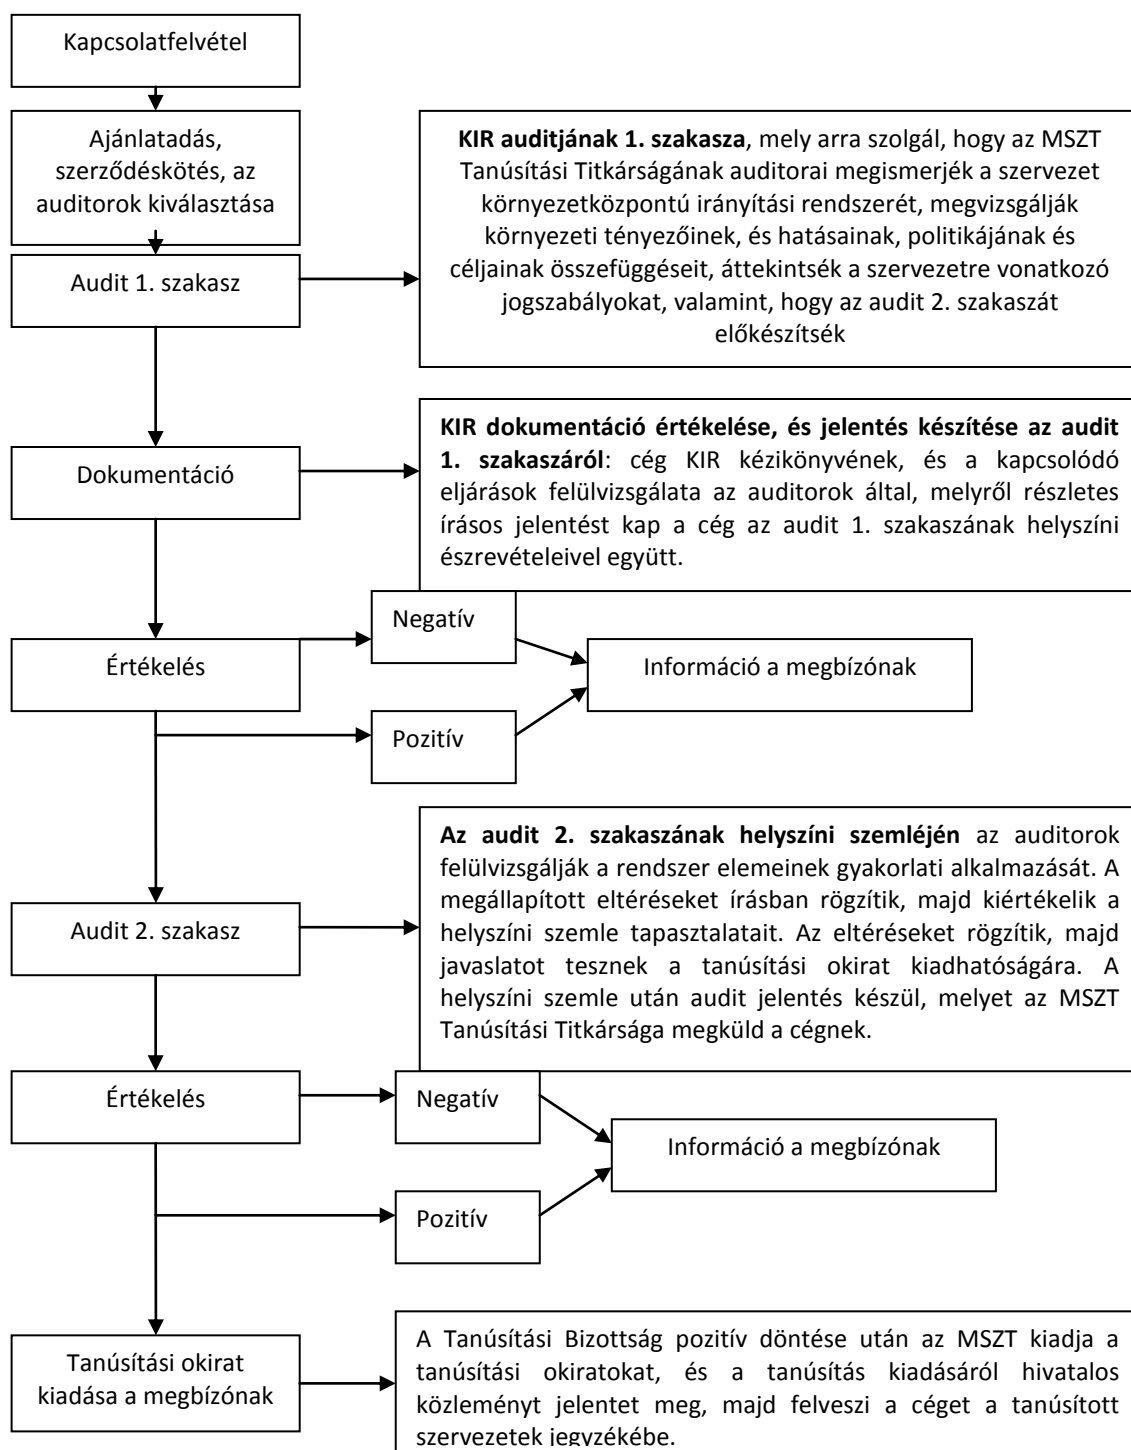 Kapcsolatfelvétel
Ajánlatadás,
szerződéskötés, az
auditorok kiválasztása
Audit 1. szakasz
KIR auditjának 1. szakasza, mely arra szolgál, hogy az MSZT
Tanúsítási Titkárságának auditorai megismerjék a szervezet
környezetközpontú irányítási rendszerét, megvizsgálják
környezeti tényezőinek, és hatásainak, politikájának és
céljainak összefüggéseit, áttekintsék a szervezetre vonatkozó
jogszabályokat, valamint, hogy az audit 2. szakaszát
előkészítsék
Dokumentáció
KIR dokumentáció értékelése, és jelentés készítése az audit
1. szakaszáról: cég KIR kézikönyvének, és a kapcsolódó
eljárások felülvizsgálata az auditorok által, melyről részletes
írásos jelentést kap a cég az audit 1. szakaszának helyszíni
észrevételeivel együtt.
Értékelés
Negatív
Információ a megbízónak
Pozitív
Audit 2. szakasz
Az audit 2. szakaszának helyszíni szemléjén az auditorok
felülvizsgálják a rendszer elemeinek gyakorlati alkalmazását. A
megállapított eltéréseket írásban rögzítik, majd kiértékelik a
helyszíni szemle tapasztalatait. Az eltéréseket rögzítik, majd
javaslatot tesznek a tanúsítási okirat kiadhatóságára. A
helyszíni szemle után audit jelentés készül, melyet az MSZT
Tanúsítási Titkársága megküld a cégnek.
Értékelés
Negatív
Információ a megbízónak
Pozitív
Tanúsítási okirat
kiadása a megbízónak
A Tanúsítási Bizottság pozitív döntése után az MSZT kiadja a
tanúsítási okiratokat, és a tanúsítás kiadásáról hivatalos
közleményt jelentet meg, majd felveszi a céget a tanúsított
szervezetek jegyzékébe.